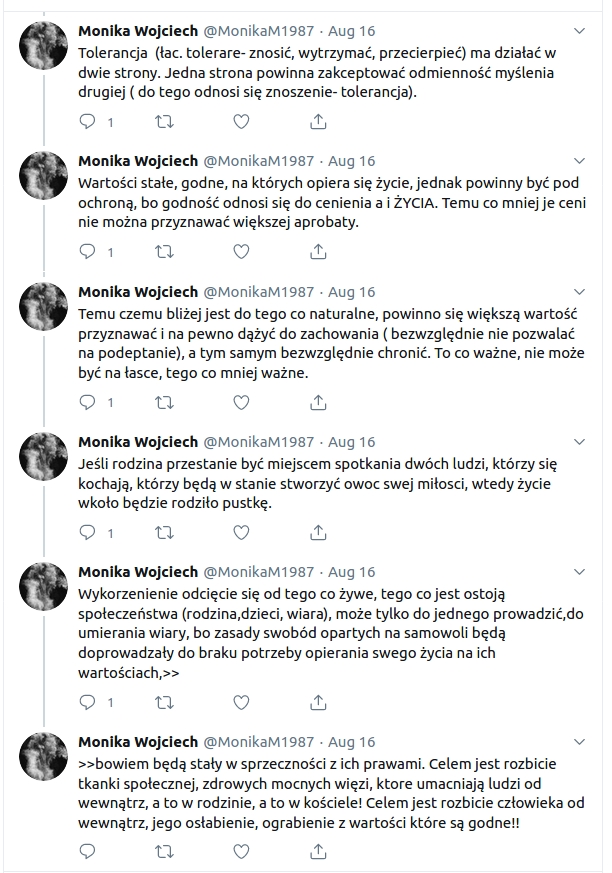 Monika Wojciech @MonikaM1987 · Aug 16
Tolerancja (łac. tolerare- znosić, wytrzymać, przecierpieć) ma działać w
dwie strony. Jedna strona powinna zakceptować odmienność myślenia
drugiej ( do tego odnosi się znoszenie- tolerancja).
1
Monika Wojciech @MonikaM1987 · Aug 16
Wartości stałe, godne, na których opiera się życie, jednak powinny być pod
ochroną, bo godność odnosi się do cenienia a i ŻYCIA. Temu co mniej je ceni
nie można przyznawać większej aprobaty.
1
Monika Wojciech @MonikaM1987 · Aug 16
Temu czemu bliżej jest do tego co naturalne, powinno się większą wartość
przyznawać i na pewno dążyć do zachowania ( bezwzględnie nie pozwalać
na podeptanie), a tym samym bezwzględnie chronić. To co ważne, nie może
być na łasce, tego co mniej ważne.
1
Monika Wojciech @MonikaM1987 · Aug 16
Jeśli rodzina przestanie być miejscem spotkania dwóch ludzi, którzy się
kochają, którzy będą w stanie stworzyć owoc swej miłosci, wtedy życie
wkoło będzie rodziło pustkę.
1
Monika Wojciech @MonikaM1987 · Aug 16
Wykorzenienie odcięcie się od tego co żywe, tego co jest ostoją
społeczeństwa (rodzina,dzieci, wiara), może tylko do jednego prowadzić,do
umierania wiary, bo zasady swobód opartych na samowoli będą
doprowadzały do braku potrzeby opierania swego życia na ich
wartościach,>>
1
Monika Wojciech @MonikaM1987 · Aug 16
>>bowiem będą stały w sprzeczności z ich prawami. Celem jest rozbicie
tkanki społecznej, zdrowych mocnych więzi, ktore umacniają ludzi od
wewnątrz, a to w rodzinie, a to w kościele! Celem jest rozbicie człowieka od
wewnątrz, jego osłabienie, ograbienie z wartości które są godne!!